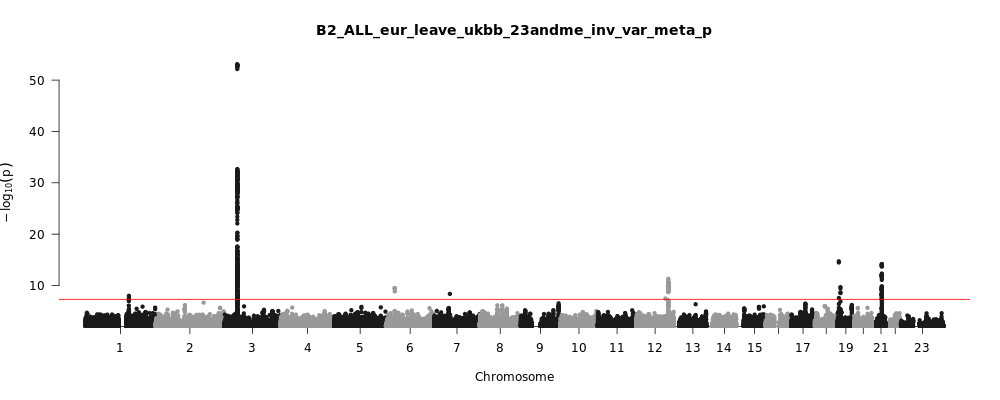 B2_ALL_eur_leave_ukbb_23andme_inv_var_meta_p
50
40
30
20
10
−log10(p)
1 2 3 4 5 6 7 8 9 10 11 12 13 14 15 17 19 21 23
Chromosome